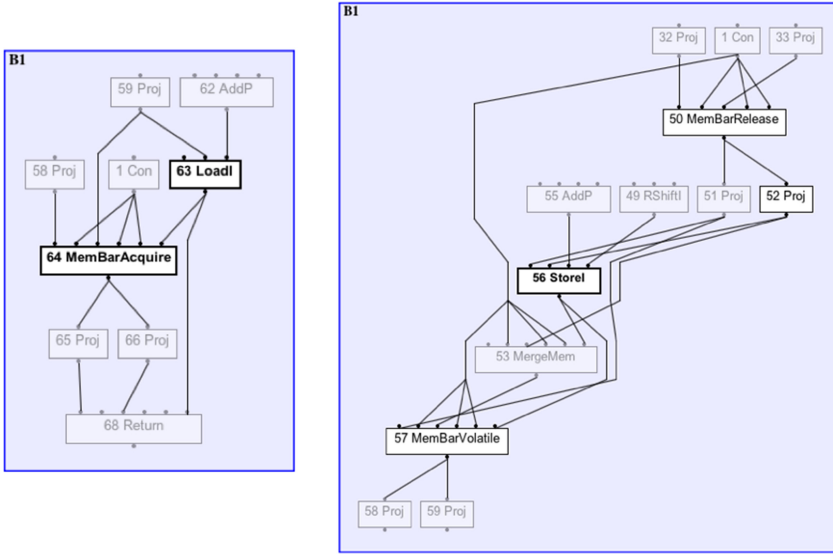 B1
59 Proj
62 AddP
58 Proj
1 Con
63 LoadI
64 MemBarAcquire
65 Proj
66 Proj
68 Return
B1
32 Proj
1 Con
33 Proj
50 MemBarRelease
55 AddP
49 RShiftI
51 Proj
52 Proj
56 StoreI
53 MergeMem
57 MemBarVolatile
58 Proj
59 Proj